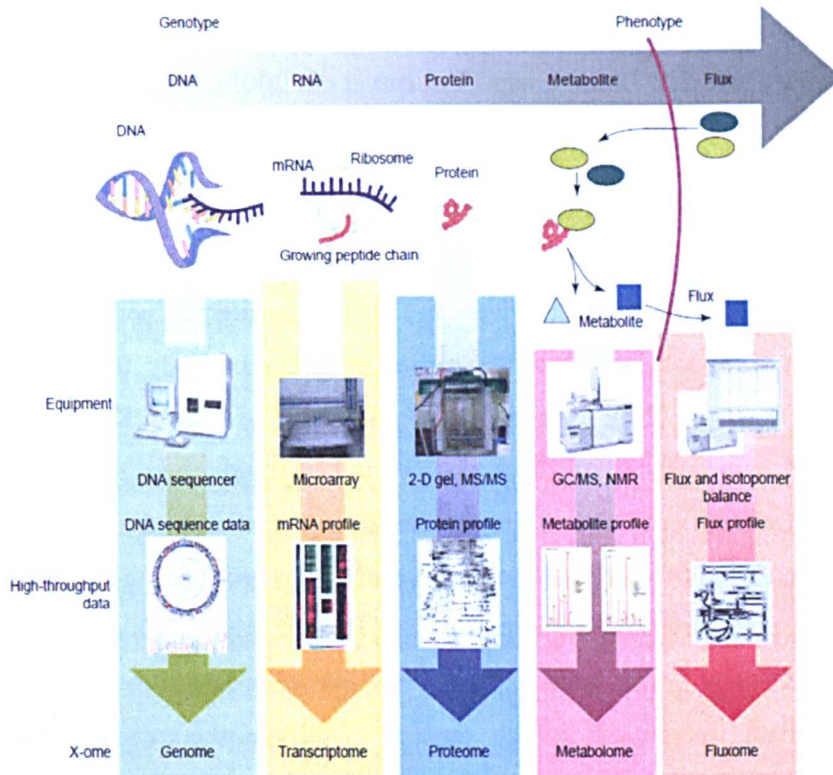 Genotype
Phenotype
DNA
RNA
Protein
Metabolite
Flux
DNA
mRNA
Ribosome
Protein
Growing peptide chain
Flux
Metabolite
Equipment
DNA sequencer
Microarray
2-D gel, MS/MS
GC/MS, NMR
Flux and isotopomer
balance
DNA sequence data
mRNA profile
Protein profile
Metabolite profile
Flux profile
High-throughput
data
X-ome
Genome
Transcriptome
Proteome
Metabolome
Fluxome